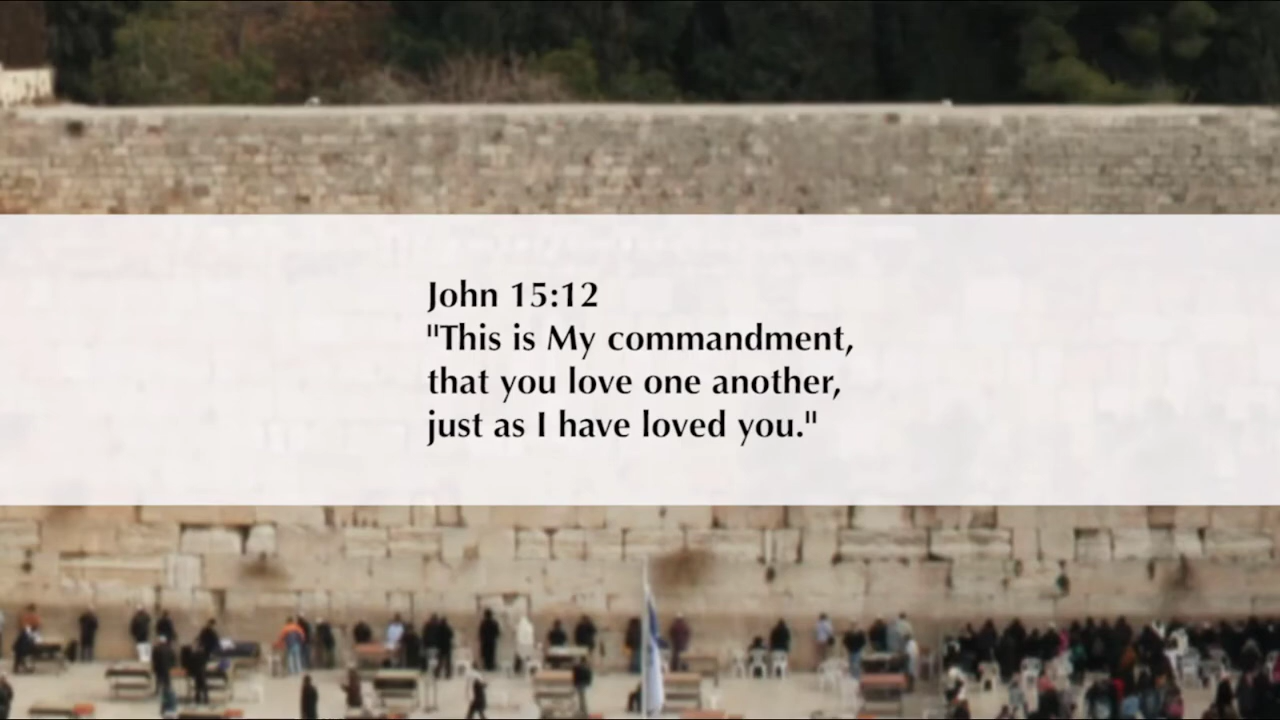 John 15:12
"This is My commandment,
that you love one another,
just as I have loved you."